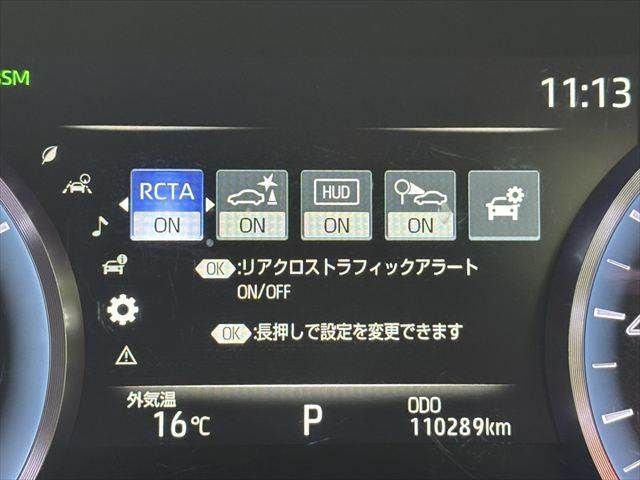 SM
11:13
RCTA
ON
ON
HUD
ON
ON
OK:リアクロストラフィックアラート
ON/OFF
OK:長押しで設定を変更できます
外気温
16℃
P
ODO
110289km